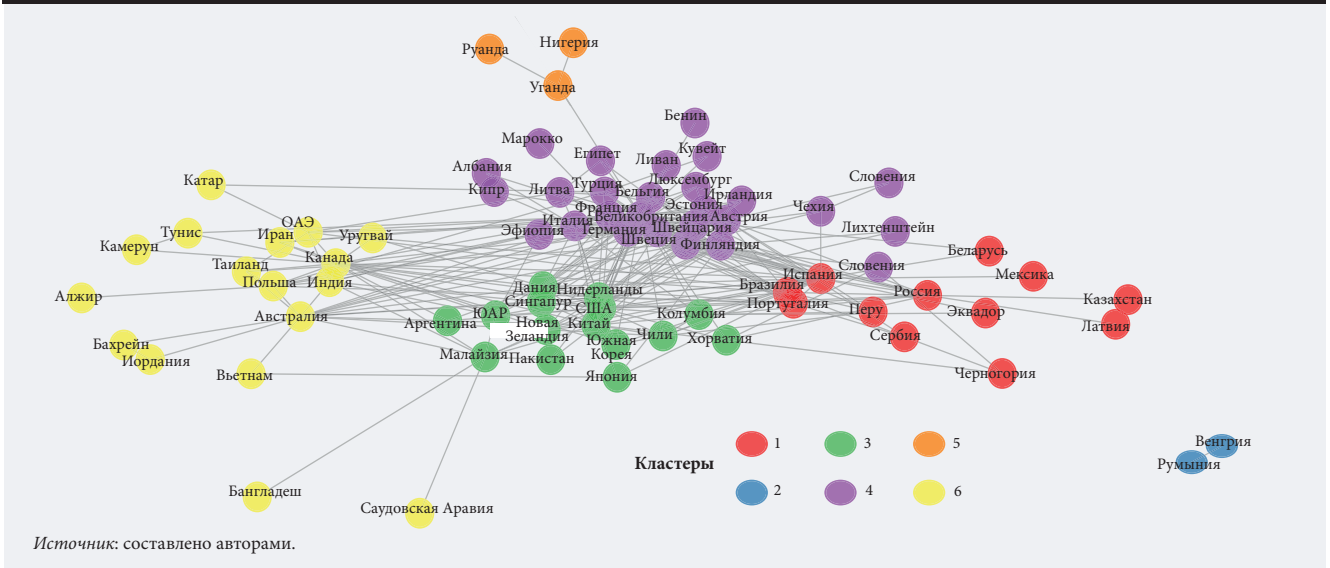 Нигерия
Руанда
Уганда
Бенин
Марокко
Кувейт
Египет
Ливан
Албания
Словения
Катар
Люксембург
Турция
Кипр
Литва
Бельгия
Ирландия
Эстония
Чехия
Франция
Великобритания
Австрия
Италия
ОАЭ
Тунис
Иран
Уругвай
Эфиопия
Германия
Швейцария
Лихтенштейн
Швеция
Финляндия
Камерун
Беларусь
Канада
Таиланд
Словения
Испания
Мексика
Польша
Индия
Дания
Нидерланды
Бразилия
Россия
Алжир
Сингапур
Португалия
Казахстан
США
Перу
Эквадор
Австралия
ЮАР
Колумбия
Аргентина
Новая
Зеландия
Китай
Латвия
Южная
Корея
Чили
Хорватия
Сербия
Бахрейн
Иордания
Малайзия
Пакистан
Вьетнам
Япония
Черногория
Венгрия
Румыния
Кластеры
1
3
5
2
4
6
Бангладеш
Саудовская Аравия
Источник: составлено авторами.